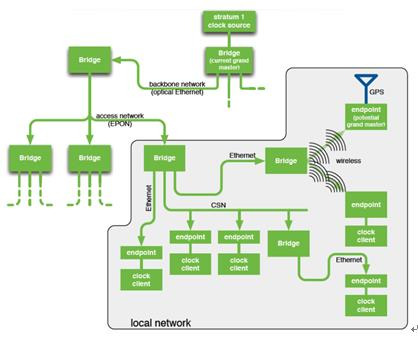 stratum 1
clock source
Bridge
(current grand
master)
Bridge
backbone network
(optical Ethernet)
GPS
endpoint
(potential
grand master)
access network
(EPON)
Bridge
Bridge
Bridge
Ethernet
Bridge
wireless
Ethernet
CSN
endpoint
clock
client
endpoint
clock
client
endpoint
clock
client
Bridge
endpoint
clock
client
Ethernet
endpoint
clock
client
local network